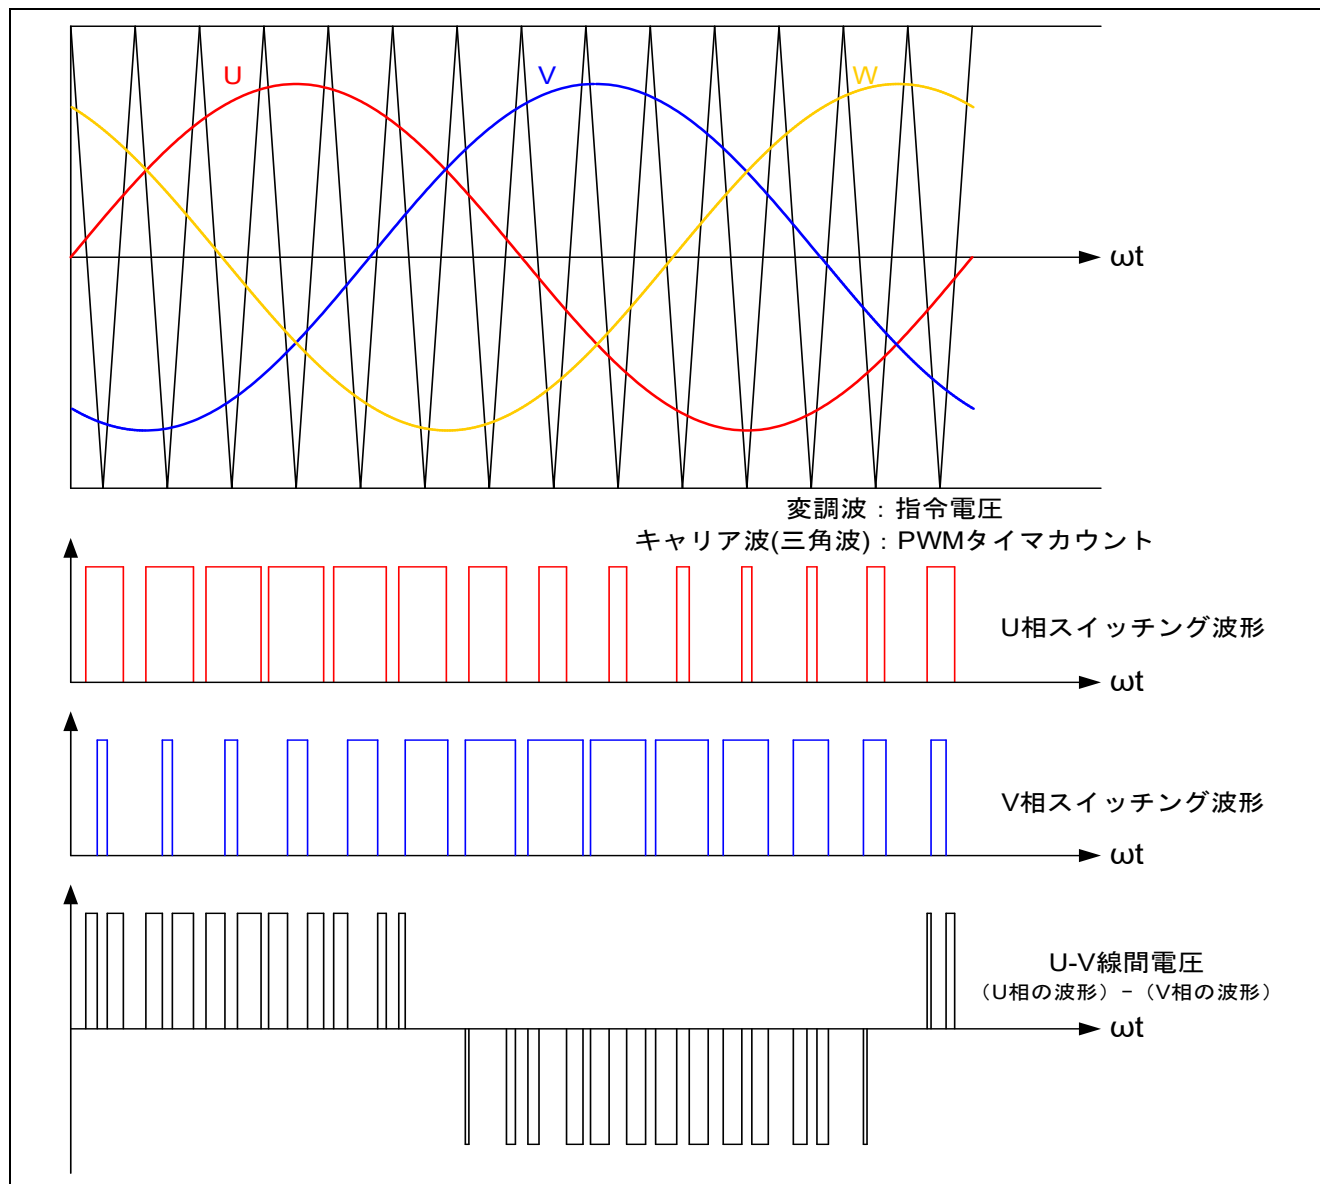 U
V
W
ωt
変調波：指令電圧
キャリア波(三角波)：PWMタイマカウント
U相スイッチング波形
ωt
V相スイッチング波形
ωt
U-V線間電圧
（U相の波形）－（V相の波形）
ωt